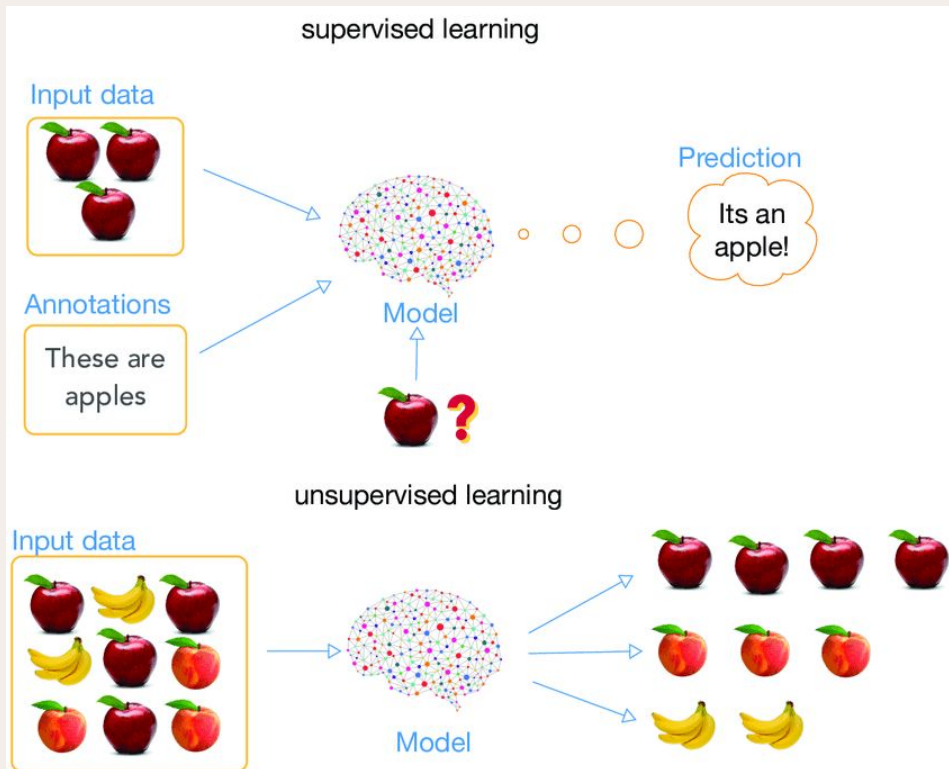 supervised learning
Input data
Prediction
Its an
apple!
Annotations
Model
These are
apples
?
unsupervised learning
Input data
Model